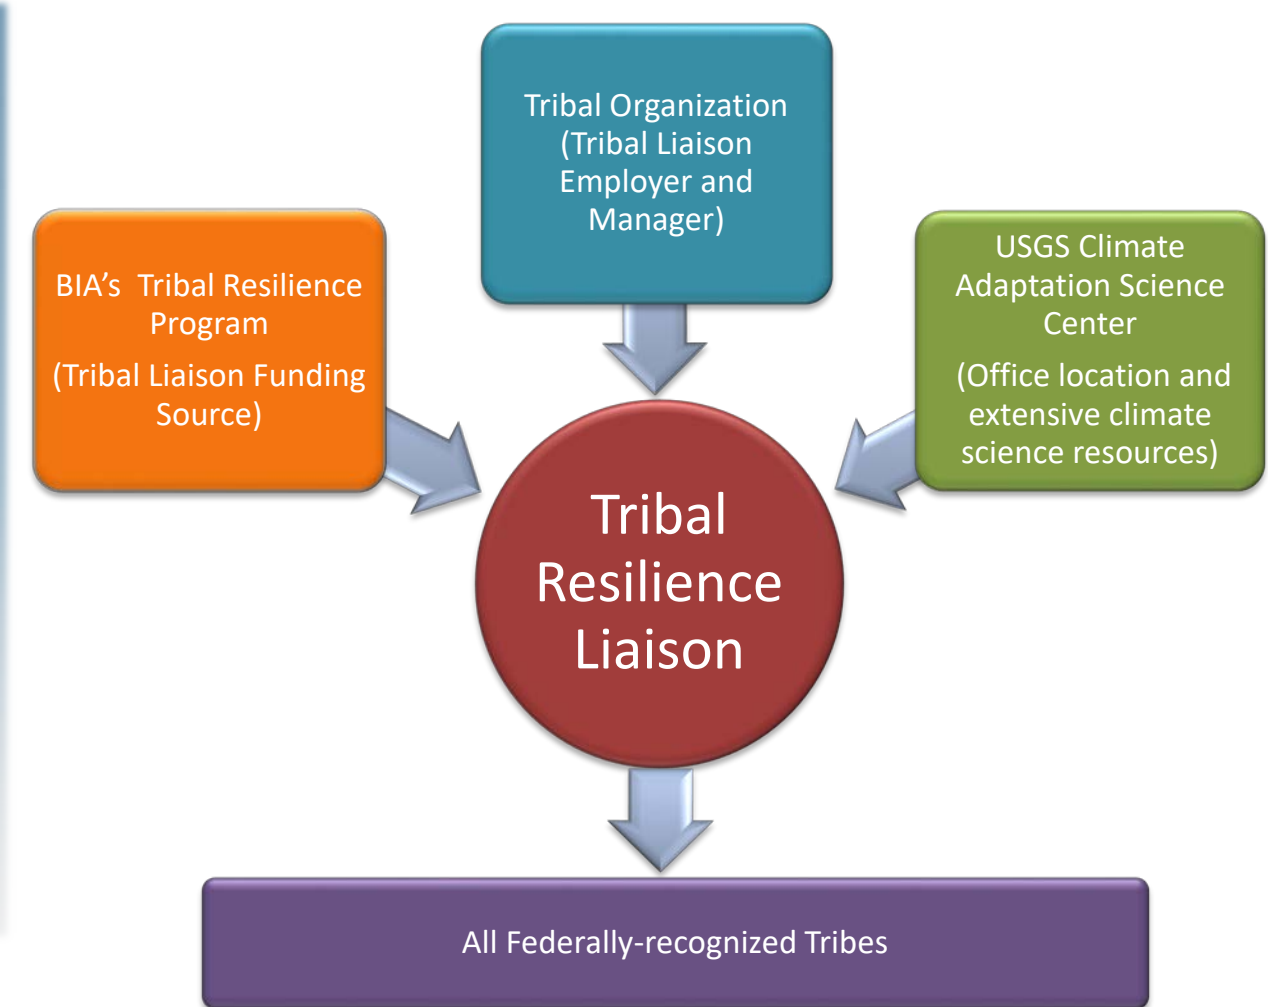 Tribal Organization
(Tribal Liaison
Employer and
Manager)
BIA's  Tribal Resilience
Program
(Tribal Liaison Funding
Source)
USGS Climate
Adaptation Science
Center
(Office location and
extensive climate
science resources)
Tribal
Resilience
Liaison
All Federally-recognized Tribes